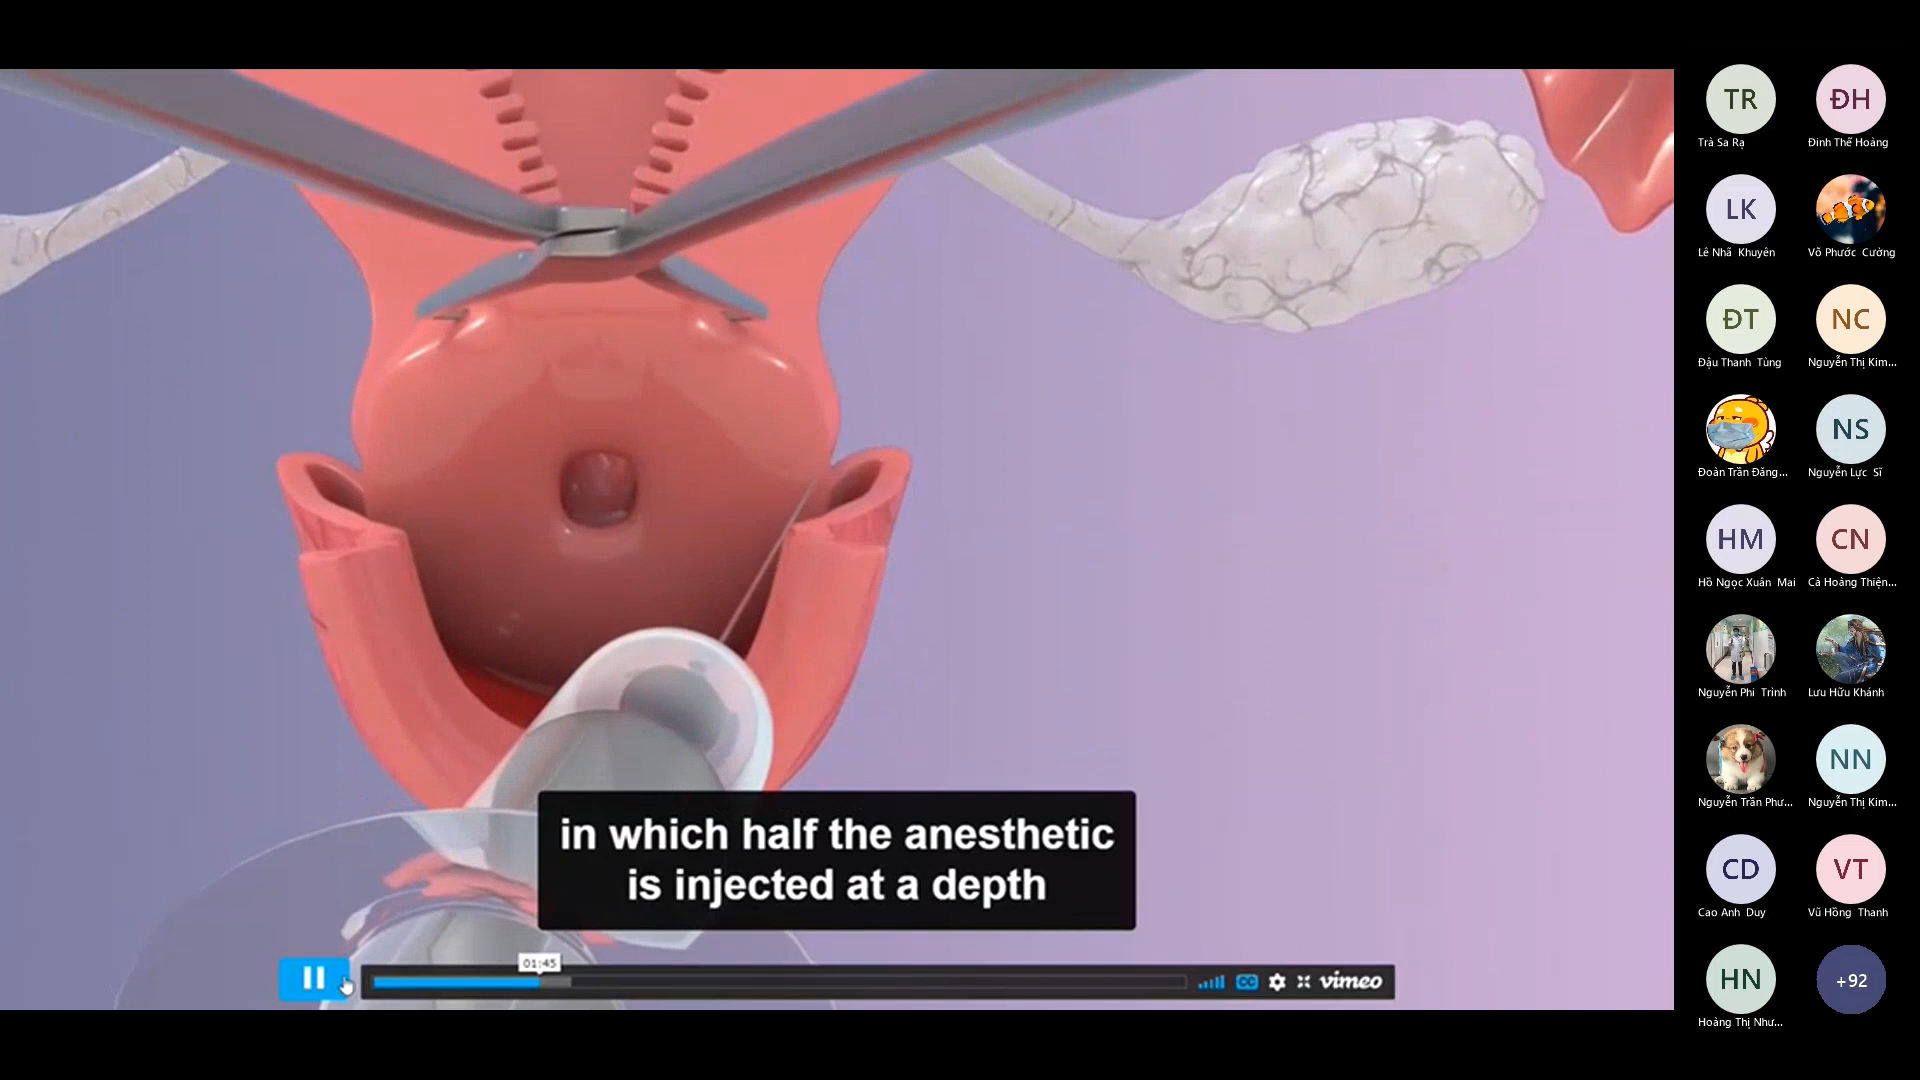 in which half the anesthetic
is injected at a depth
01:45
CC
vimeo
TR
ĐH
Trà Sa Rạ
Đinh Thế Hoàng
LK
Lê Nhã Khuyên
Võ Phước Cường
ĐT
NC
Đậu Thanh Tùng
Nguyễn Thị Kim...
NS
Đoàn Trần Đăng...
Nguyễn Lực Sĩ
HM
CN
Hồ Ngọc Xuân Mai
Cà Hoàng Thiện...
Nguyễn Phi Trinh
Lưu Hữu Khánh
NN
Nguyễn Trần Phư...
Nguyễn Thị Kim...
CD
VT
Cao Anh Duy
Vũ Hồng Thanh
HN
+92
Hoàng Thị Như...